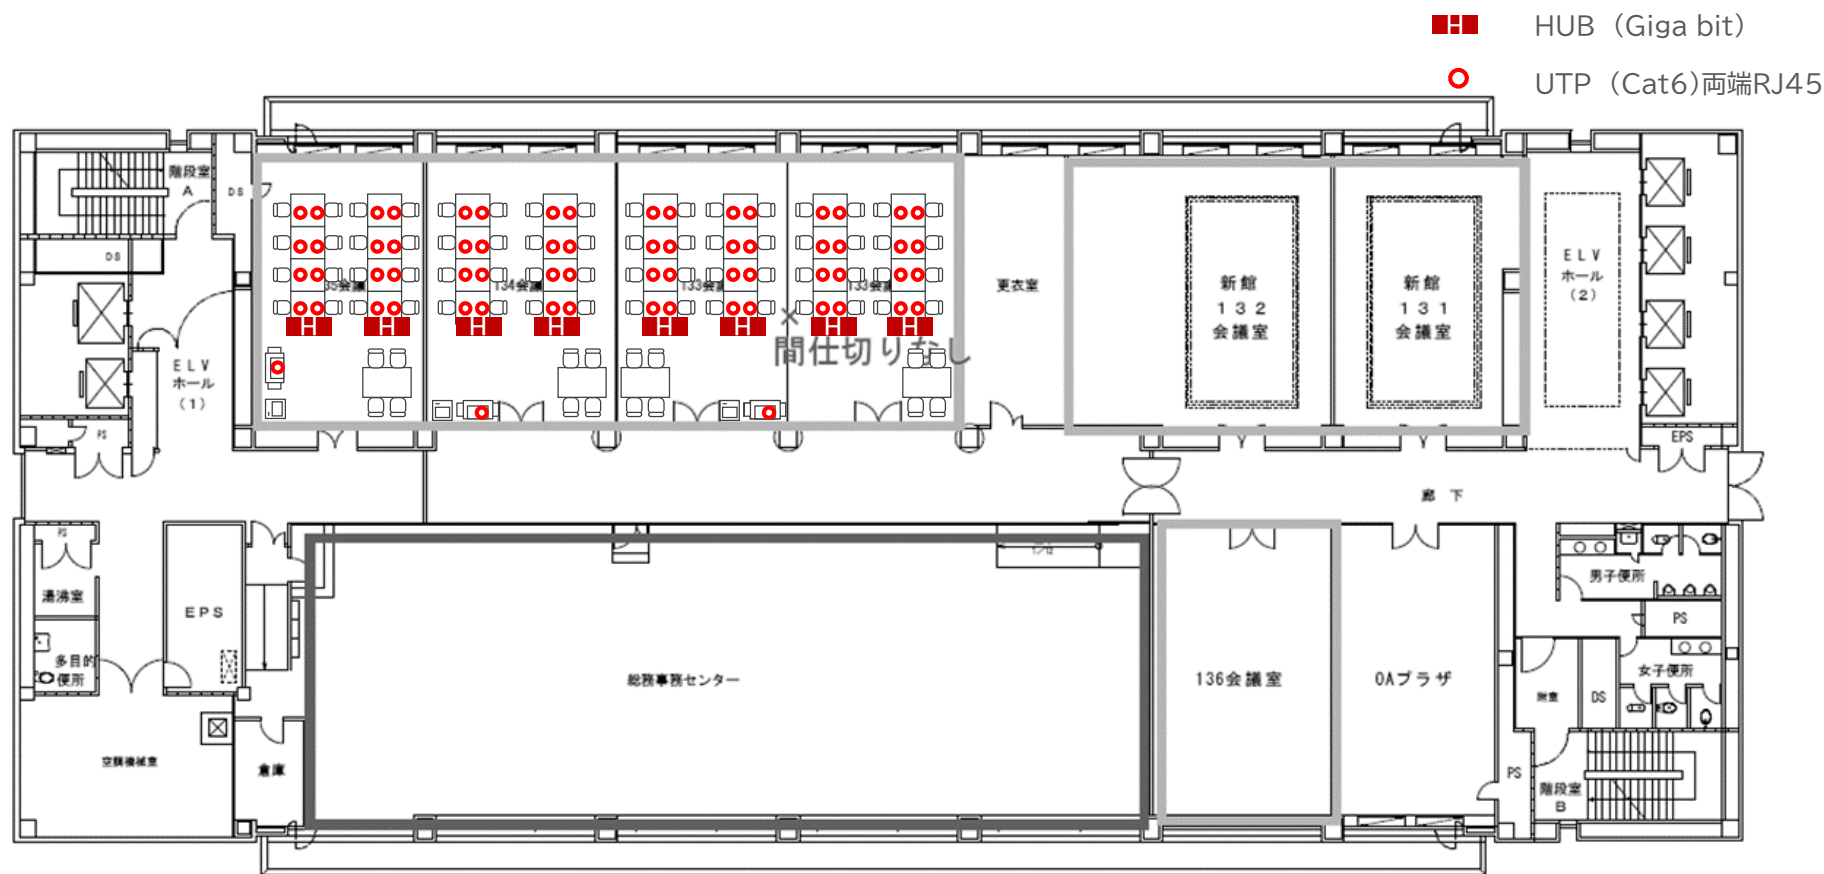 HUB（Giga bit）
UTP（Cat6)両端RJ45
階段室
A
DS
DS
35会議
134会議
133会議
133会議
×
間仕切りなし
更衣室
新館
１３２
会議室
新館
１３１
会議室
ＥＬＶ
ホール
（２）
ＥＬＶ
ホール
（１）
PS
EPS
廊 下
PS
湯沸室
多目的
便所
ＥＰＳ
空調機械室
倉庫
総務事務センター
1／12
136会議室
OAプラザ
男子便所
PS
女子便所
DS
PS
階段室
B